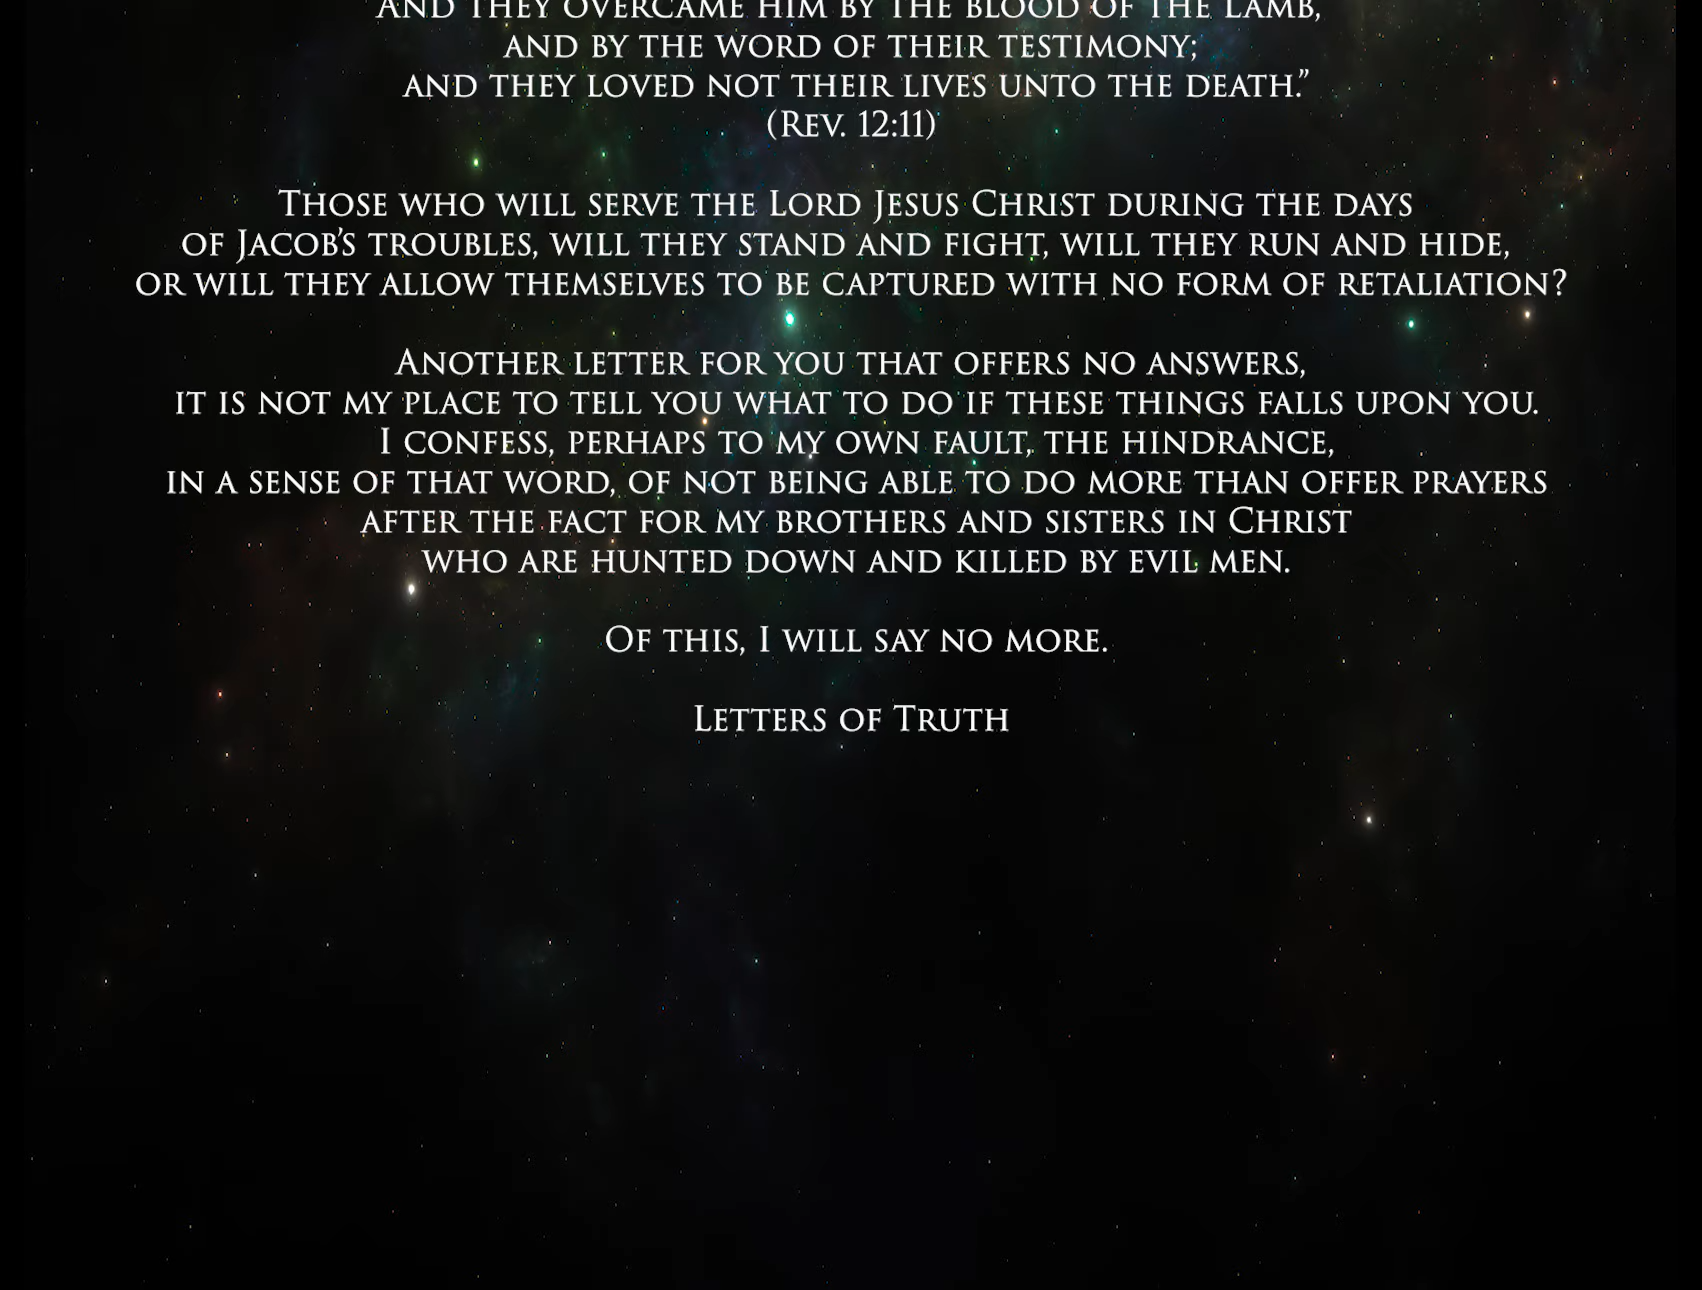 And they overcame him by the blood of the Lamb,
and by the word of their testimony;
and they loved not their lives unto the death.”
(Rev. 12:11)
Those who will serve the Lord Jesus Christ during the days
of Jacob’s troubles, will they stand and fight, will they run and hide,
or will they allow themselves to be captured with no form of retaliation?
Another letter for you that offers no answers,
it is not my place to tell you what to do if these things falls upon you.
I confess, perhaps to my own fault, the hindrance,
in a sense of that word, of not being able to do more than offer prayers
after the fact for my brothers and sisters in Christ
who are hunted down and killed by evil men.
Of this, I will say no more.
Letters of Truth